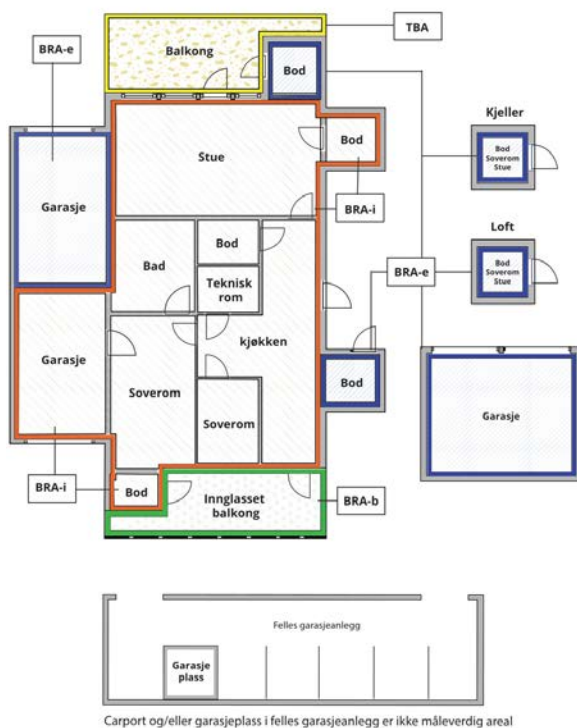 TBA
BRA-e
Balkong
Bod
Kjeller
Bod
Soverom
Stue
Stue
Bod
Garasje
BRA-i
Loft
Bad
Bod
BRA-e
Bod
Soverom
Stue
Teknisk
rom
Garasje
kjøkken
Bod
Garasje
Soverom
Soverom
BRA-i
Bod
Innglasset
balkong
BRA-b
Felles garasjeanlegg
Garasje
plass
Carport og/eller garasjeplass i felles garasjeanlegg er ikke måleverdig areal